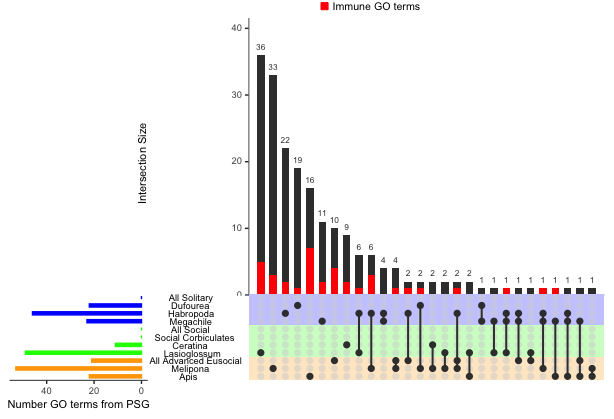 Immune GO terms
40
30
20
10
0
Intersection Size
36
33
22
19
16
11
10
9
6
6
4
4
2
2
2
2
2
2
1
1
1
1
1
1
1
1
1
1
All Solitary
Dufourea
Habropoda
Megachile
All Social
Social Corbiculates
Ceratina
Lasioglossum
All Advanced Eusocial
Melipona
Apis
40
20
0
Number GO terms from PSG